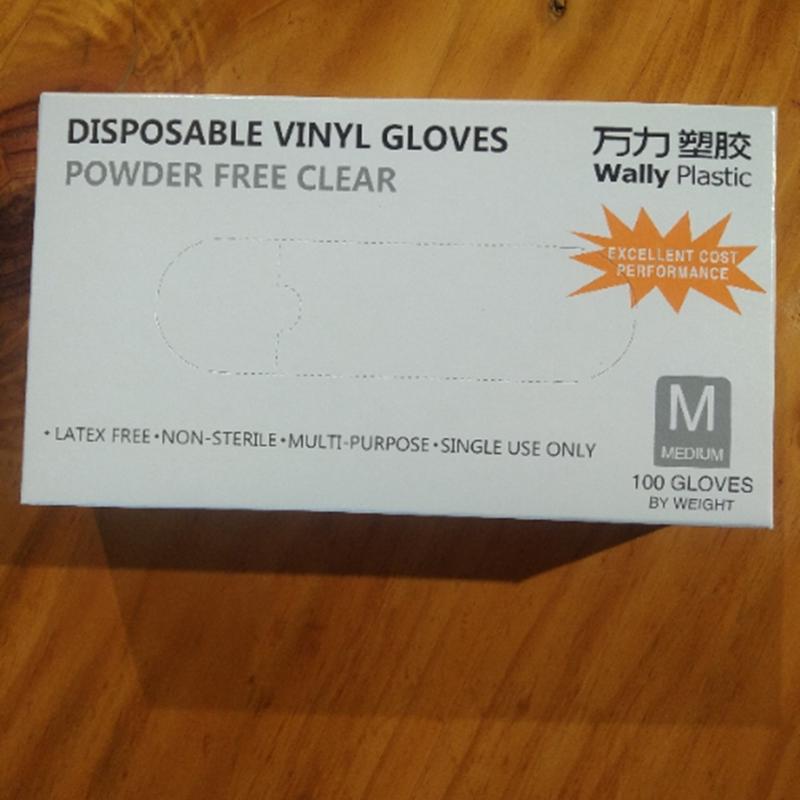 DISPOSABLE VINYL GLOVES
POWDER FREE CLEAR
万力 塑胶
Wally Plastic
EXCELLENT COST
PERFORMANCE
• LATEX FREE • NON-STERILE • MULTI-PURPOSE • SINGLE USE ONLY
M
MEDIUM
100 GLOVES
BY WEIGHT